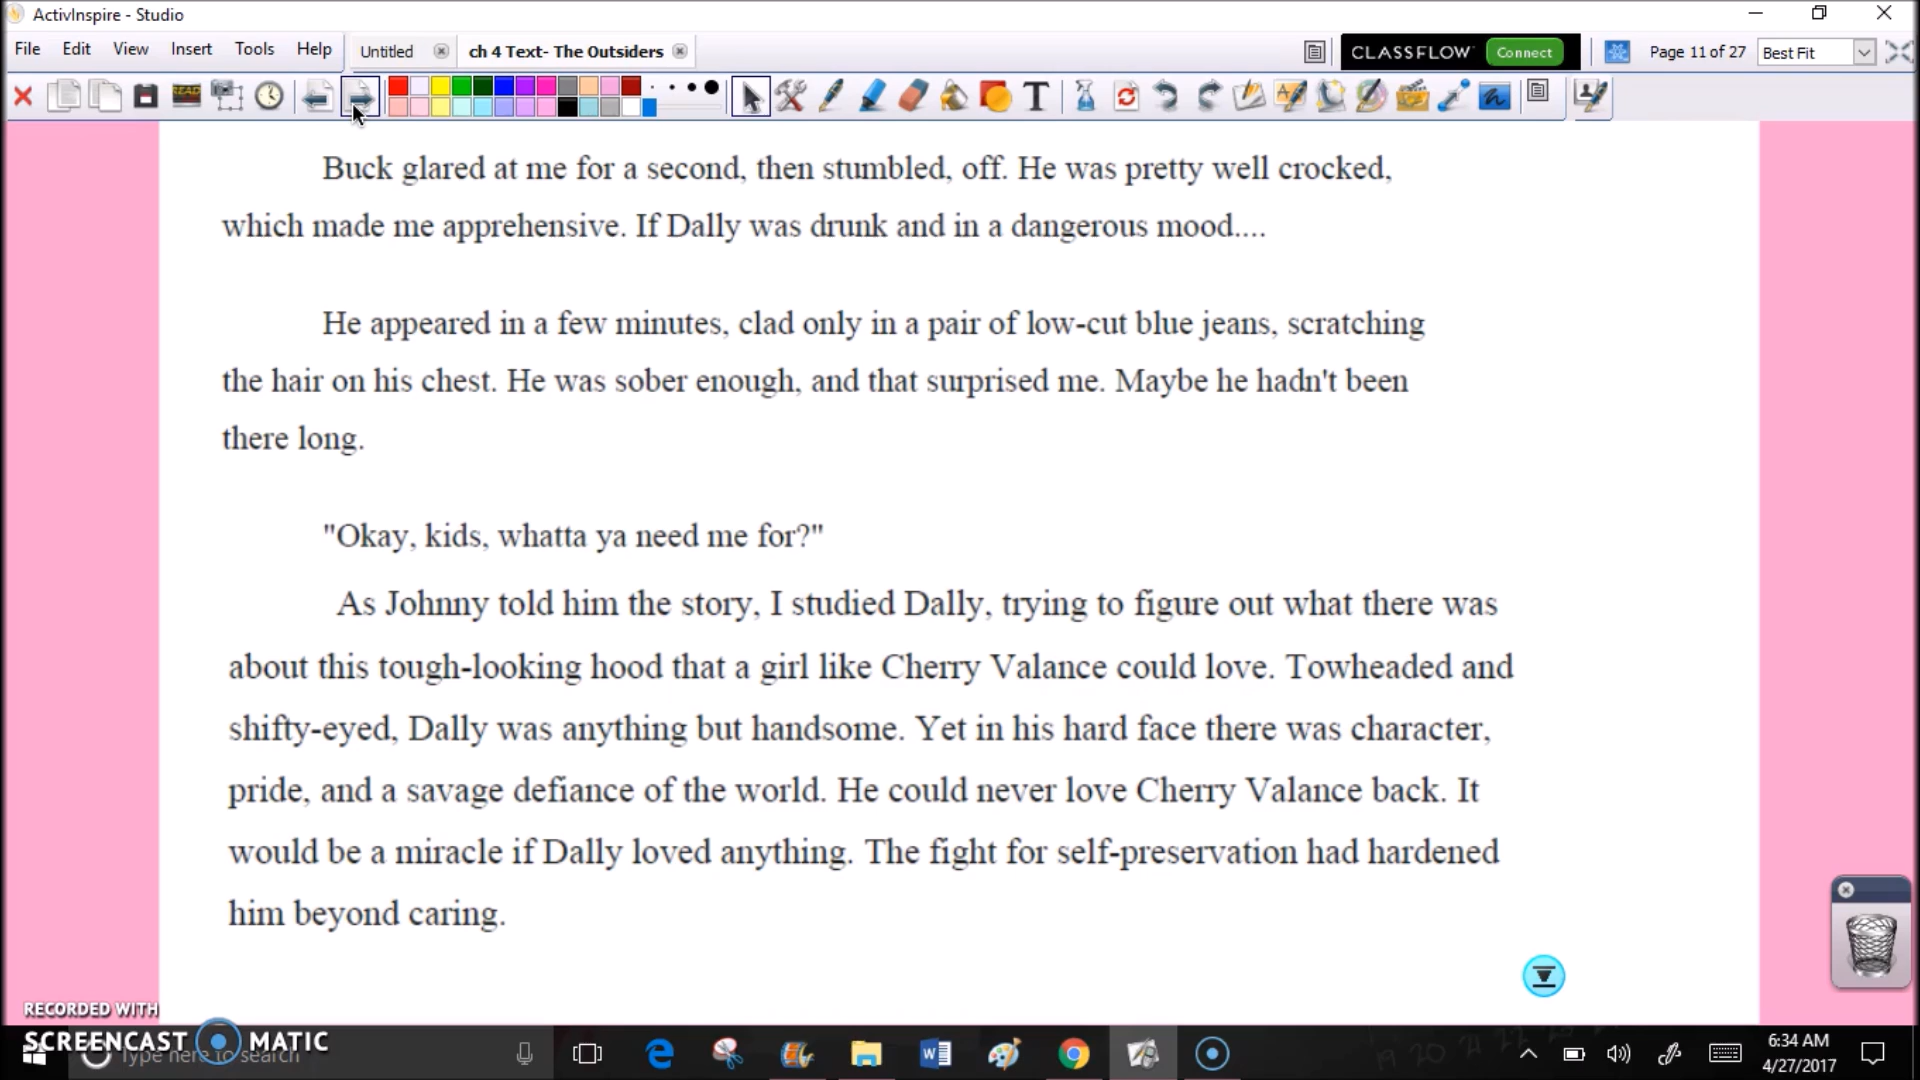 ActivInspire - Studio
File Edit View Insert Tools Help
Untitled
ch 4 Text- The Outsiders
CLASSFLOW Connect
Page 11 of 27
Best Fit
Buck glared at me for a second, then stumbled, off. He was pretty well crocked,
which made me apprehensive. If Dally was drunk and in a dangerous mood....
He appeared in a few minutes, clad only in a pair of low-cut blue jeans, scratching
the hair on his chest. He was sober enough, and that surprised me. Maybe he hadn't been
there long.
"Okay, kids, whatta ya need me for?"
As Johnny told him the story, I studied Dally, trying to figure out what there was
about this tough-looking hood that a girl like Cherry Valance could love. Towheaded and
shifty-eyed, Dally was anything but handsome. Yet in his hard face there was character,
pride, and a savage defiance of the world. He could never love Cherry Valance back. It
would be a miracle if Dally loved anything. The fight for self-preservation had hardened
him beyond caring.
RECORDED WITH
SCREENCAST MATIC
Type here to search
6:34 AM
4/27/2017